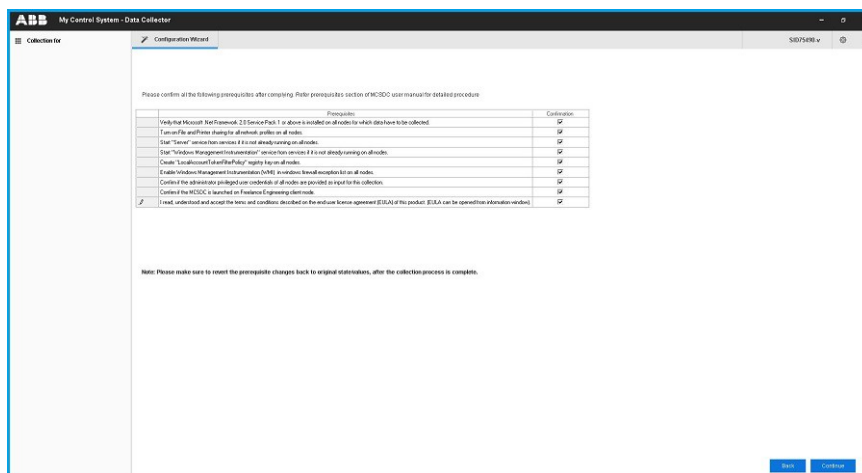 ABB My Control System - Data Collector
Collection for
Configuration Wizard
SI075498-v
Please confirm all the following prerequisites after complying. Refer prerequisites section of MCSDC user manual for detailed procedure
Prerequisites Confirmation
Verify that Microsoft .Net Framework 2.0 Service Pack 1 or above is installed on all nodes for which data have to be collected.
Turn on File and Printer sharing for all network profiles on all nodes.
Start "Server" service from services if it is not already running on all nodes.
Start "Windows Management Instrumentation" service from services if it is not already running on all nodes.
Create "LocalAccountTokenFilterPolicy" registry key on all nodes.
Enable Windows Management Instrumentation (WMI) in windows firewall exception list on all nodes.
Confirm if the administrator privileged user credentials of all nodes are provided as input for this collection.
Confirm if the MCSDC is launched on Freelance Engineering client node.
I read, understood and accept the terms and conditions described on the end user license agreement (EULA) of this product. (EULA can be opened from information window)
Note: Please make sure to revert the prerequisite changes back to original state/values, after the collection process is complete.
Back Continue